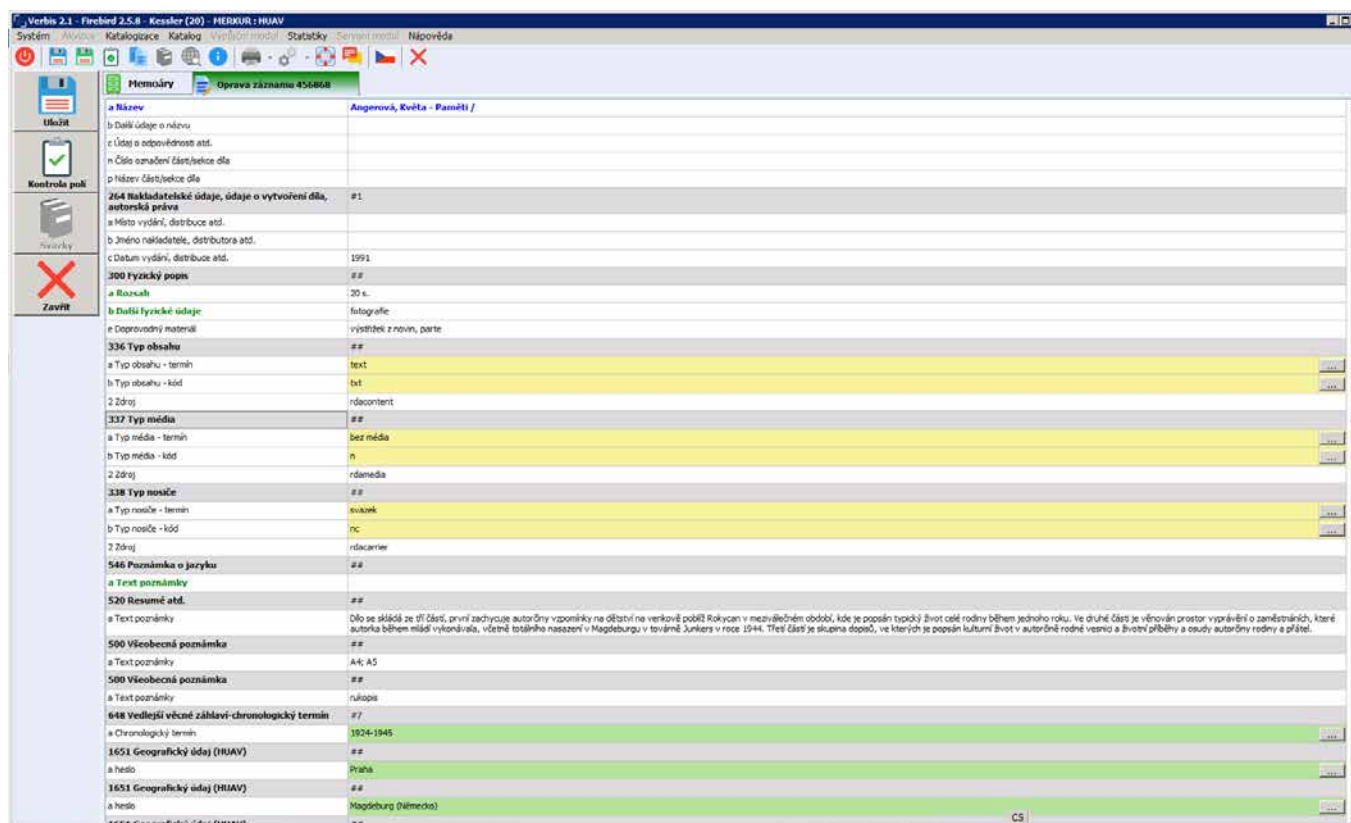 Verbis 2.1 - Firebird 2.5.8 - Kessler (20) - MERKUR : HUAV
Systém Akvizice Katalogizace Katalog Výpůjční modul Statistiky Servisní modul Nápověda
Memoáry Oprava záznamu 456868
Uložit
Kontrola polí
Svazky
Zavřít
a Název Angerová, Květa - Paměti /
b Další údaje o názvu
c Údaj o odpovědnosti atd.
n Číslo označení části/sekce díla
p Název části/sekce díla
264 Nakladatelské údaje, údaje o vytvoření díla, #1
autorská práva
a Místo vydání, distribuce atd.
b Jméno nakladatele, distributora atd.
c Datum vydání, distribuce atd. 1991
300 Fyzický popis ##
a Rozsah 20 s.
b Další fyzické údaje fotografie
e Doprovodný materiál výstřižek z novin, parte
336 Typ obsahu ##
a Typ obsahu - termín text ...
b Typ obsahu - kód txt ...
2 Zdroj rdacontent
337 Typ média ##
a Typ média - termín bez média ...
b Typ média - kód n ...
2 Zdroj rdamedia
338 Typ nosiče ##
a Typ nosiče - termín svazek ...
b Typ nosiče - kód nc ...
2 Zdroj rdacarrier
546 Poznámka o jazyku ##
a Text poznámky
520 Resumé atd. ##
a Text poznámky Dílo se skládá ze tří částí, první zachycuje autorčiny vzpomínky na dětství na venkově poblíž Rokycan v meziválečném období, kde je popsán typický život celé rodiny během jednoho roku. Ve druhé části je věnován prostor vyprávění o zaměstnáních, které
autorka během mládí vykonávala, včetně totálního nasazení v Magdeburgu v továrně Junkers v roce 1944. Třetí částí je skupina dopisů, ve kterých je popsán kulturní život v autorčině rodné vesnici a životní příběhy a osudy autorčiny rodiny a přátel.
500 Všeobecná poznámka ##
a Text poznámky A4; A5
500 Všeobecná poznámka ##
a Text poznámky rukopis
648 Vedlejší věcné záhlaví-chronologický termín #7
a Chronologický termín 1924-1945 ...
1651 Geografický údaj (HUAV) ##
a heslo Praha ...
1651 Geografický údaj (HUAV) ##
a heslo Magdeburg (Německo) ...
CS